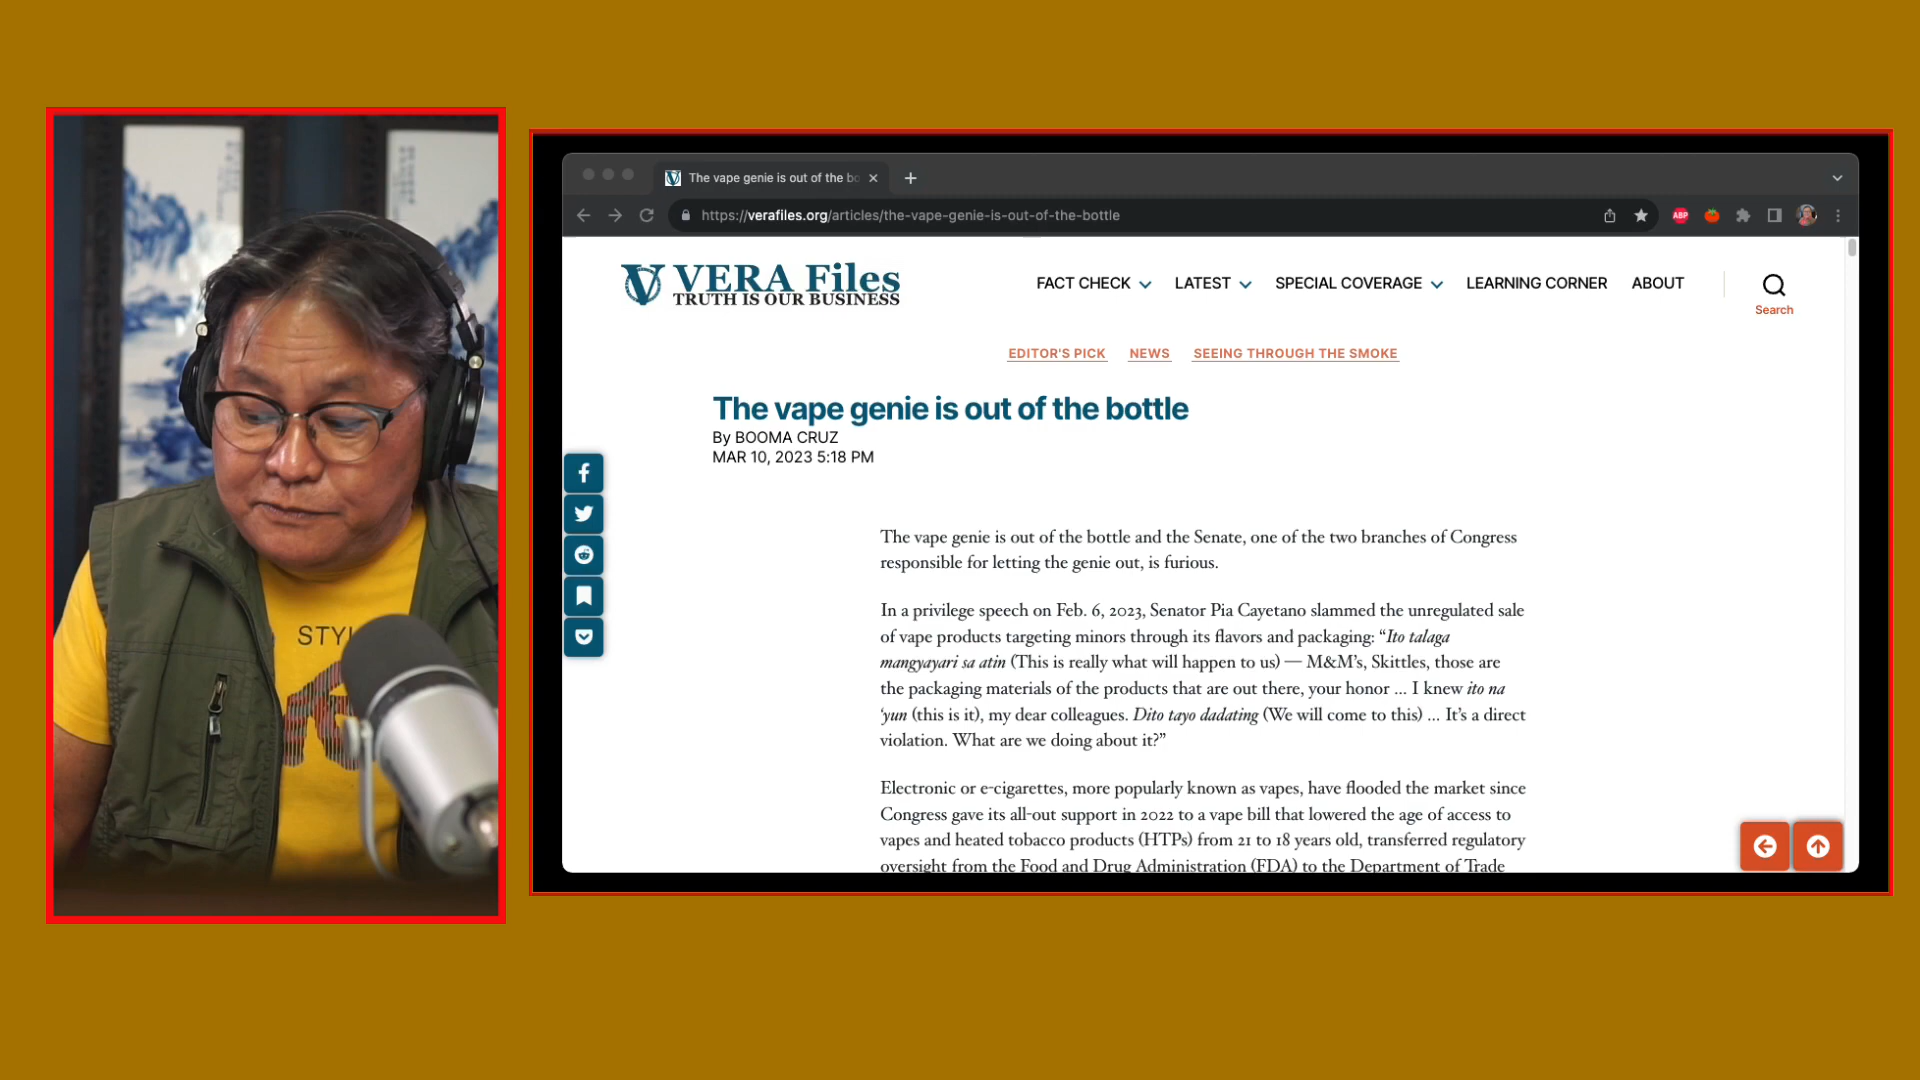 STYL
The vape genie is out of the bo
https://verafiles.org/articles/the-vape-genie-is-out-of-the-bottle
ABP
VERA Files
TRUTH IS OUR BUSINESS
FACT CHECK
LATEST
SPECIAL COVERAGE
LEARNING CORNER
ABOUT
Search
EDITOR'S PICK
NEWS
SEEING THROUGH THE SMOKE
The vape genie is out of the bottle
By BOOMA CRUZ
MAR 10, 2023 5:18 PM
The vape genie is out of the bottle and the Senate, one of the two branches of Congress
responsible for letting the genie out, is furious.
In a privilege speech on Feb. 6, 2023, Senator Pia Cayetano slammed the unregulated sale
of vape products targeting minors through its flavors and packaging: “Ito talaga
mangyayari sa atin (This is really what will happen to us) — M&M’s, Skittles, those are
the packaging materials of the products that are out there, your honor ... I knew ito na
‘yun (this is it), my dear colleagues. Dito tayo dadating (We will come to this) ... It’s a direct
violation. What are we doing about it?”
Electronic or e-cigarettes, more popularly known as vapes, have flooded the market since
Congress gave its all-out support in 2022 to a vape bill that lowered the age of access to
vapes and heated tobacco products (HTPs) from 21 to 18 years old, transferred regulatory
oversight from the Food and Drug Administration (FDA) to the Department of Trade